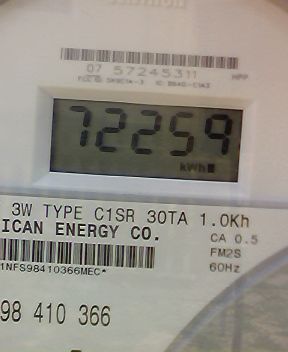 07 57245311 HPP
72259
kWh
3W TYPE C1SR 30TA 1.0Kh
ICAN ENERGY CO.
CA 0.5
FM2S
60Hz
1NFS98410366MEC*
98 410 366